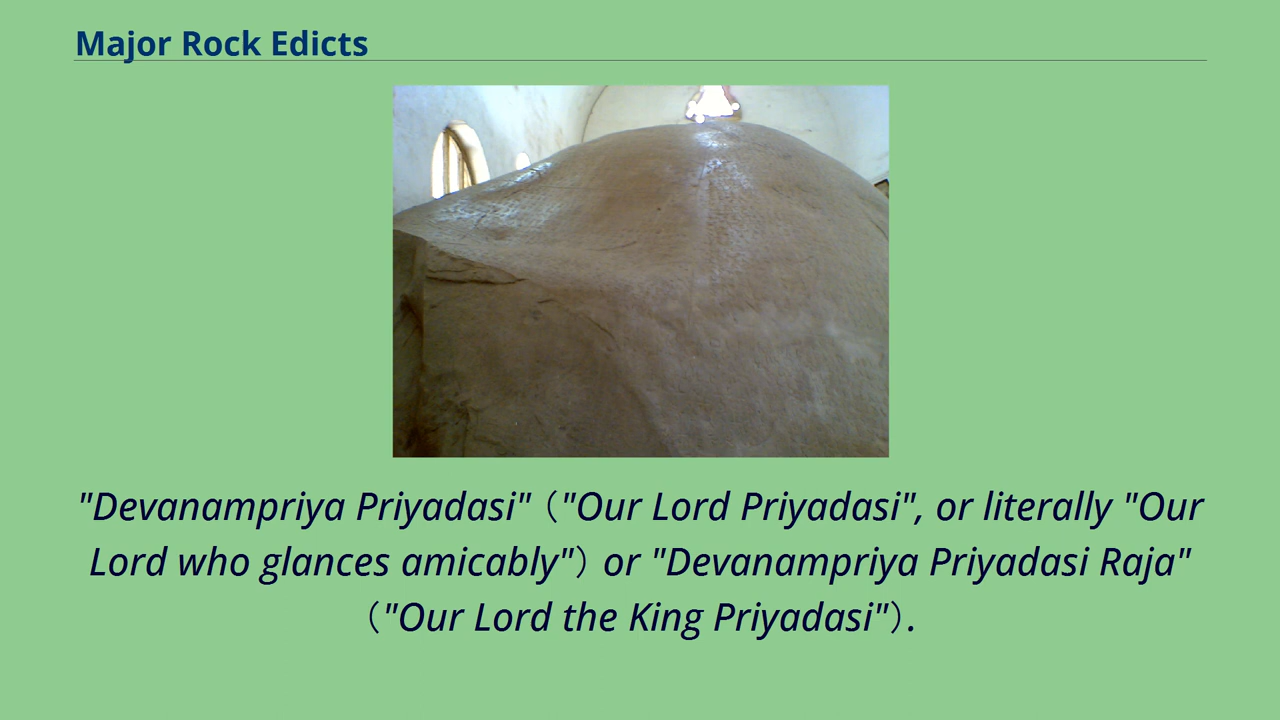 Major Rock Edicts
"Devanampriya Priyadasi" ("Our Lord Priyadasi", or literally "Our
Lord who glances amicably") or "Devanampriya Priyadasi Raja"
("Our Lord the King Priyadasi").